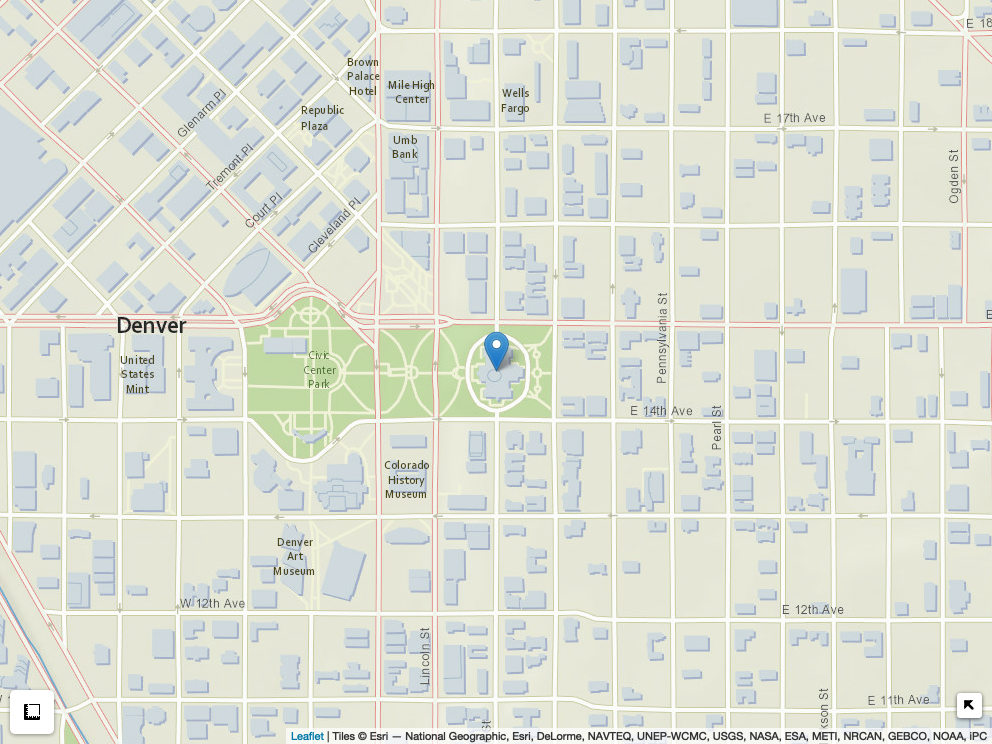 E 18
Brown
Palace
Hotel
Mile High
Center
Wells
Fargo
Glenarm Pl
Republic
Plaza
E 17th Ave
Umb
Bank
Tremont Pl
Ogden St
Court Pl
Cleveland Pl
Pennsylvania St
Denver
E
United
States
Mint
Civic
Center
Park
E 14th Ave
Pearl St
Colorado
History
Museum
Denver
Art
Museum
W 12th Ave
E 12th Ave
Lincoln St
kson St
E 11th Ave
W
st
Leaflet | Tiles © Esri — National Geographic, Esri, DeLorme, NAVTEQ, UNEP-WCMC, USGS, NASA, ESA, METI, NRCAN, GEBCO, NOAA, iPC